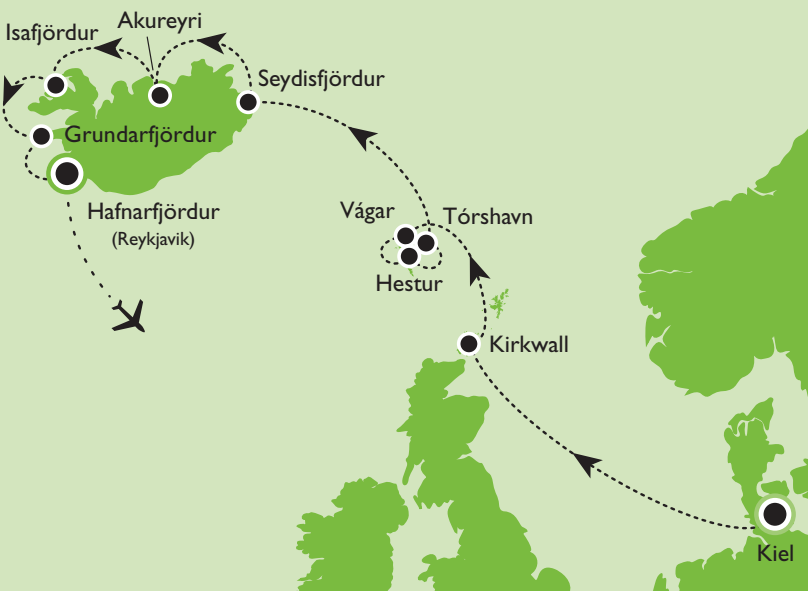 Akureyri
Isafjördur
Seydisfjördur
Grundarfjördur
Hafnarfjördur
(Reykjavik)
Vágar
Tórshavn
Hestur
Kirkwall
Kiel